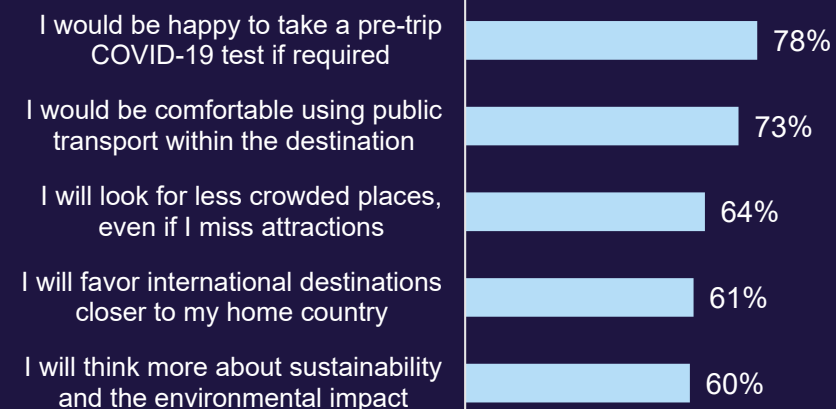 I would be happy to take a pre-trip
COVID-19 test if required
78%
I would be comfortable using public
transport within the destination
73%
I will look for less crowded places,
even if I miss attractions
64%
I will favor international destinations
closer to my home country
61%
I will think more about sustainability
and the environmental impact
60%